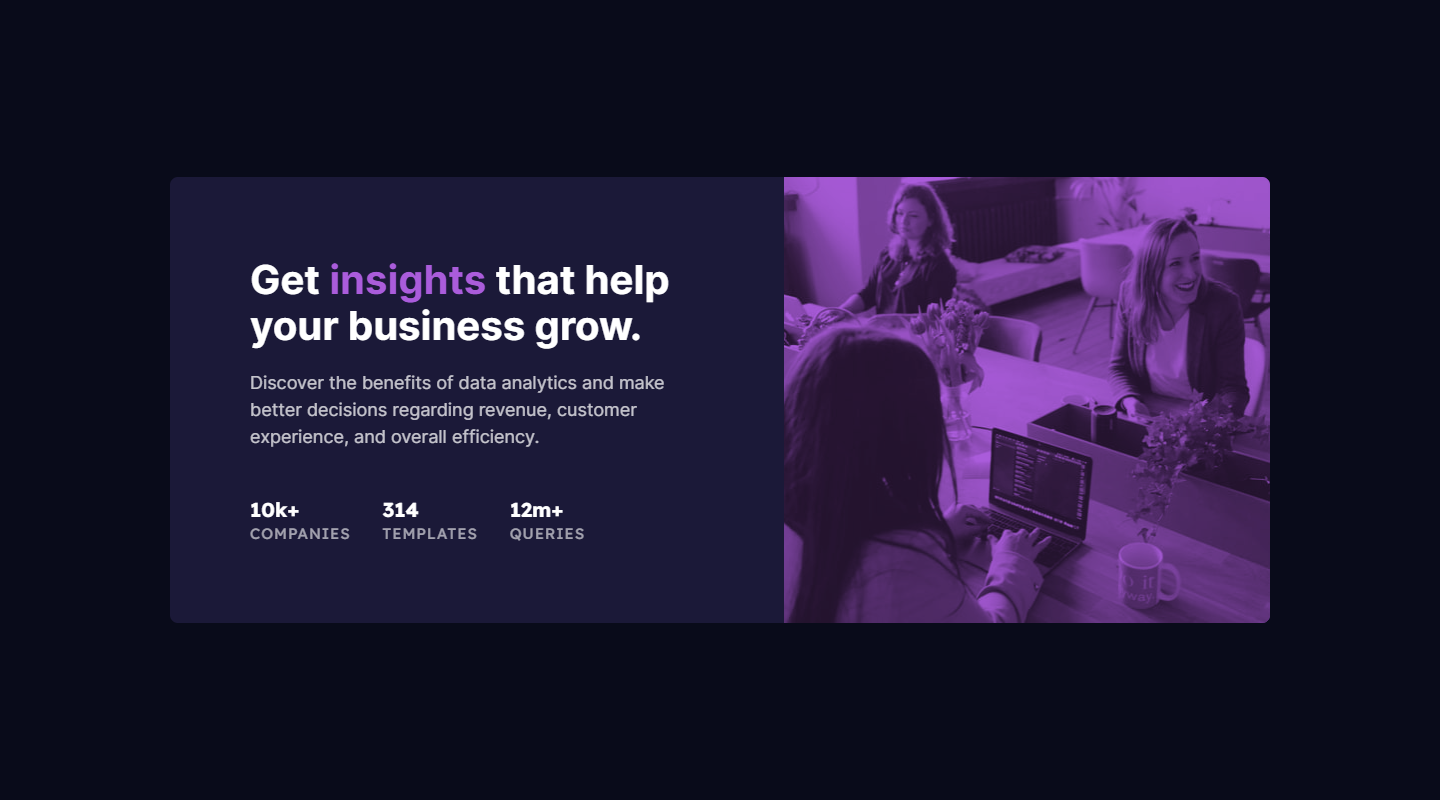 Get insights that help
your business grow.
Discover the benefits of data analytics and make
better decisions regarding revenue, customer
experience, and overall efficiency.
10k+ 314 12m+
COMPANIES TEMPLATES QUERIES